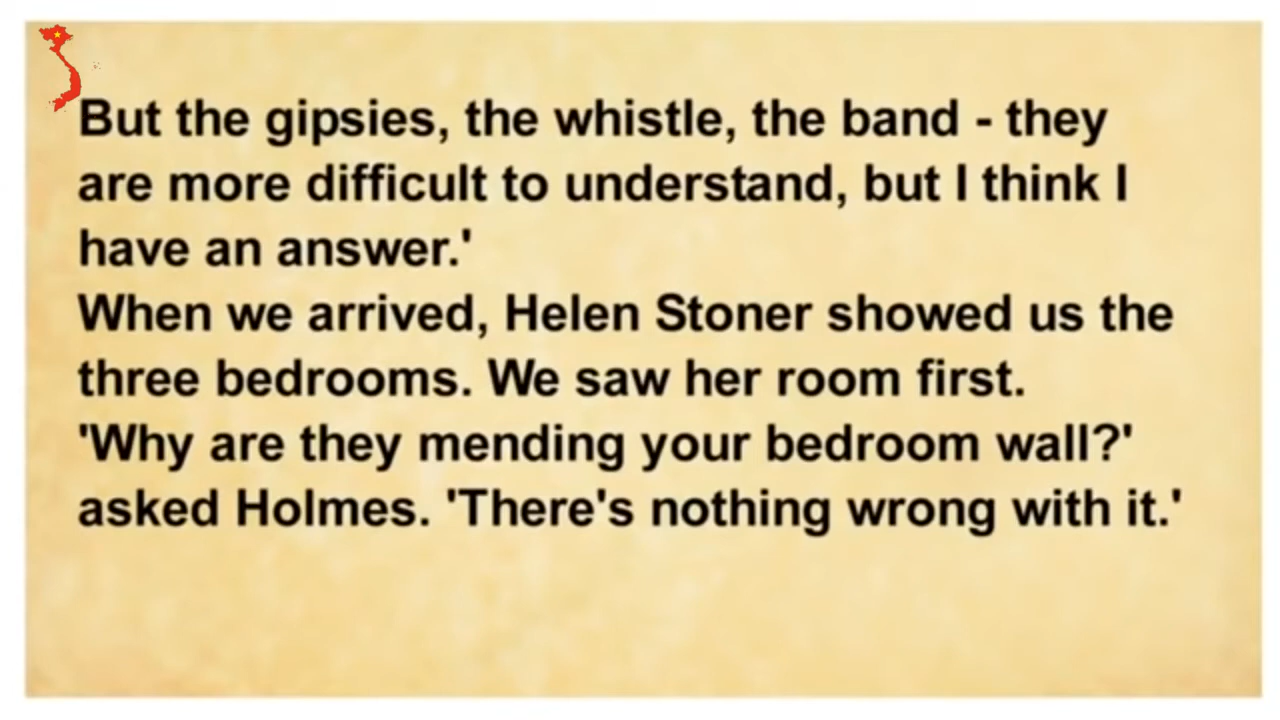 But the gipsies, the whistle, the band - they
are more difficult to understand, but I think I
have an answer.'
When we arrived, Helen Stoner showed us the
three bedrooms. We saw her room first.
'Why are they mending your bedroom wall?'
asked Holmes. 'There's nothing wrong with it.'